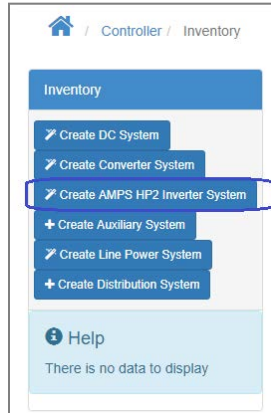 / Controller / Inventory
Inventory
Create DC System
Create Converter System
Create AMPS HP2 Inverter System
+ Create Auxiliary System
Create Line Power System
+ Create Distribution System
Help
There is no data to display